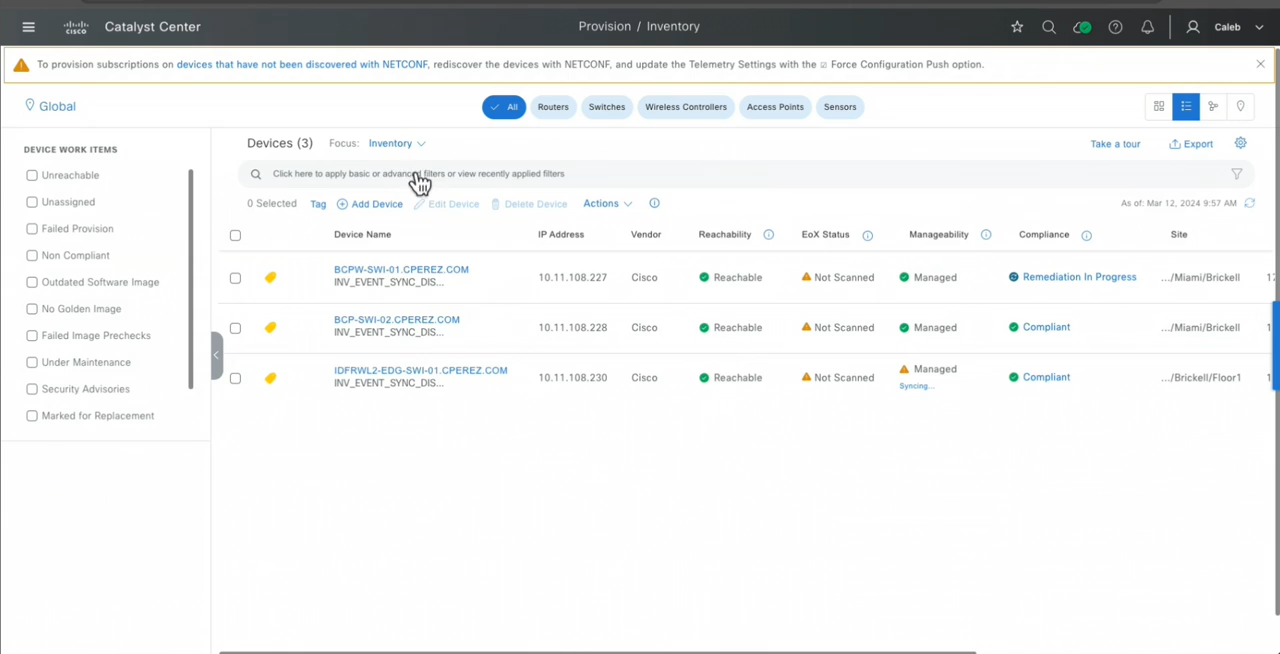 cisco Catalyst Center Provision / Inventory Caleb
To provision subscriptions on devices that have not been discovered with NETCONF, rediscover the devices with NETCONF, and update the Telemetry Settings with the ☑ Force Configuration Push option.
Global All Routers Switches Wireless Controllers Access Points Sensors
DEVICE WORK ITEMS
Unreachable
Unassigned
Failed Provision
Non Compliant
Outdated Software Image
No Golden Image
Failed Image Prechecks
Under Maintenance
Security Advisories
Marked for Replacement
Devices (3) Focus: Inventory Take a tour Export
Click here to apply basic or advanced filters or view recently applied filters
0 Selected Tag Add Device Edit Device Delete Device Actions As of: Mar 12, 2024 9:57 AM
Device Name IP Address Vendor Reachability EoX Status Manageability Compliance Site
BCPW-SWI-01.CPEREZ.COM 10.11.108.227 Cisco Reachable Not Scanned Managed Remediation In Progress .../Miami/Brickell
INV_EVENT_SYNC_DIS...
BCP-SWI-02.CPEREZ.COM 10.11.108.228 Cisco Reachable Not Scanned Managed Compliant .../Miami/Brickell
INV_EVENT_SYNC_DIS...
IDFRWL2-EDG-SWI-01.CPEREZ.COM 10.11.108.230 Cisco Reachable Not Scanned Managed Compliant .../Brickell/Floor1
INV_EVENT_SYNC_DIS... Syncing...